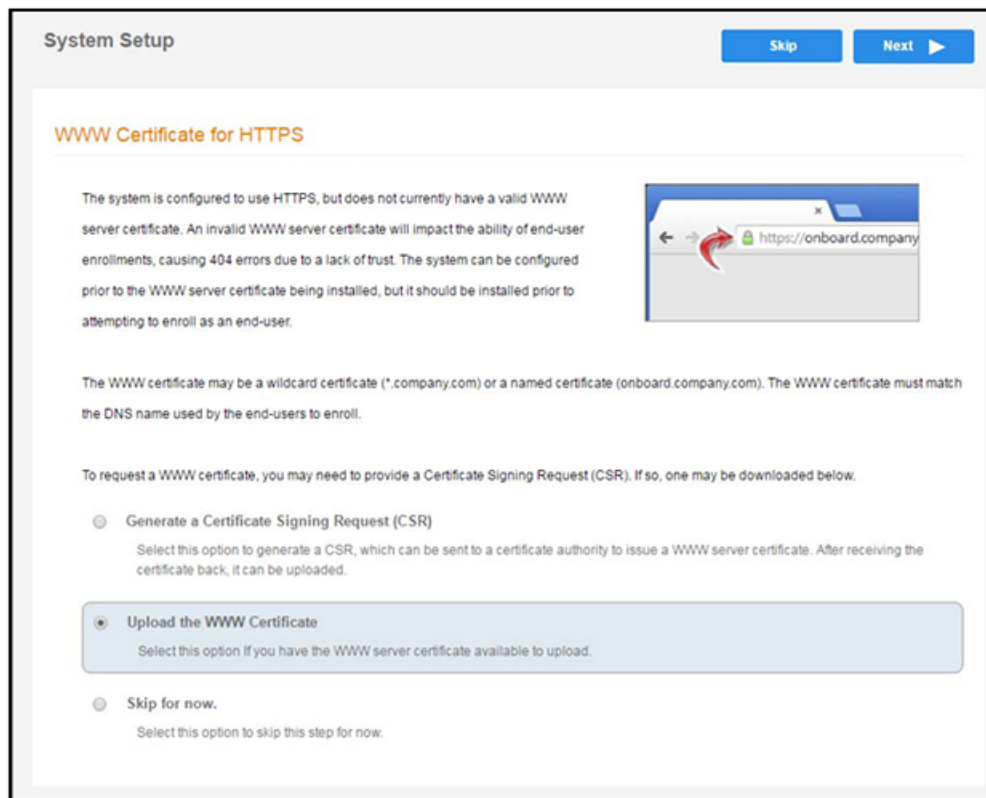 System Setup
Skip
Next
WWW Certificate for HTTPS
The system is configured to use HTTPS, but does not currently have a valid WWW
server certificate. An invalid WWW server certificate will impact the ability of end-user
enrollments, causing 404 errors due to a lack of trust. The system can be configured
prior to the WWW server certificate being installed, but it should be installed prior to
attempting to enroll as an end-user.
https://onboard.company
The WWW certificate may be a wildcard certificate (*.company.com) or a named certificate (onboard.company.com). The WWW certificate must match
the DNS name used by the end-users to enroll.
To request a WWW certificate, you may need to provide a Certificate Signing Request (CSR). If so, one may be downloaded below.
Generate a Certificate Signing Request (CSR)
Select this option to generate a CSR, which can be sent to a certificate authority to issue a WWW server certificate. After receiving the
certificate back, it can be uploaded.
Upload the WWW Certificate
Select this option If you have the WWW server certificate available to upload.
Skip for now.
Select this option to skip this step for now.